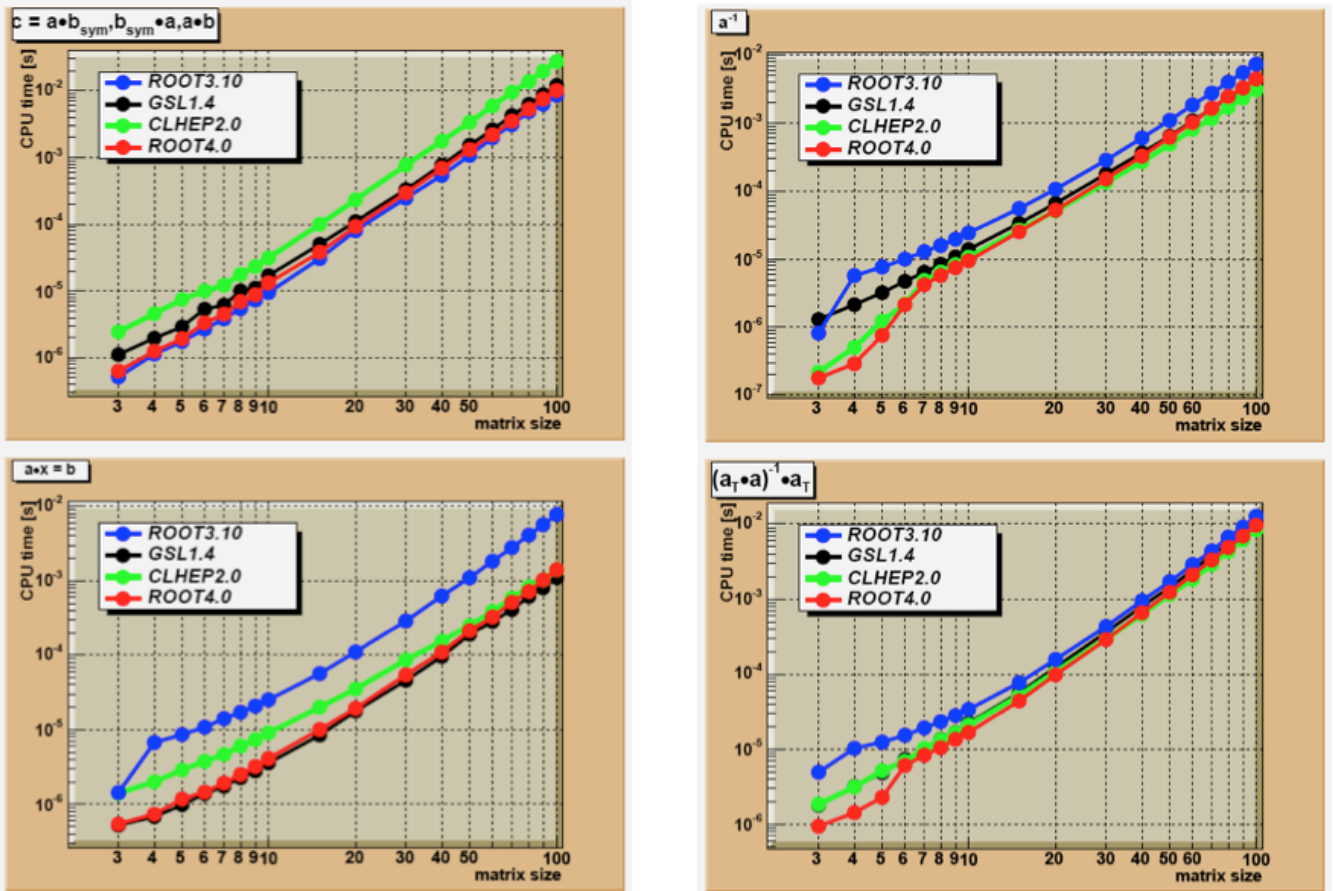 c = a•b_sym,b_sym•a,a•b
CPU time [s]
ROOT3.10
GSL1.4
CLHEP2.0
ROOT4.0
10^-2
10^-3
10^-4
10^-5
10^-6
3 4 5 6 7 8 9 10 20 30 40 50 100
matrix size
a^-1
CPU time [s]
ROOT3.10
GSL1.4
CLHEP2.0
ROOT4.0
10^-2
10^-3
10^-4
10^-5
10^-6
10^-7
3 4 5 6 7 8 9 10 20 30 40 50 60 100
matrix size
a•x = b
CPU time [s]
ROOT3.10
GSL1.4
CLHEP2.0
ROOT4.0
10^-2
10^-3
10^-4
10^-5
10^-6
3 4 5 6 7 8 9 10 20 30 40 50 100
matrix size
(a_T•a)^-1•a_T
CPU time [s]
ROOT3.10
GSL1.4
CLHEP2.0
ROOT4.0
10^-2
10^-3
10^-4
10^-5
10^-6
3 4 5 6 7 8 9 10 20 30 40 50 60 100
matrix size